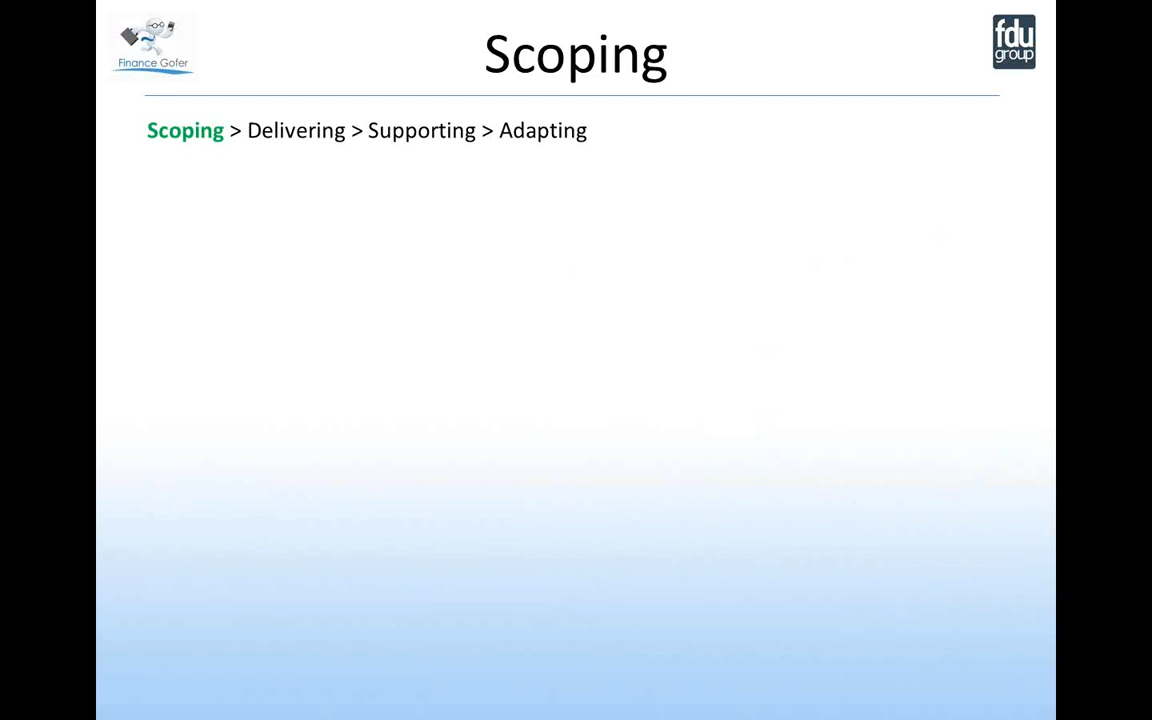 Finance Gofer
Scoping
fdu
group
Scoping > Delivering > Supporting > Adapting